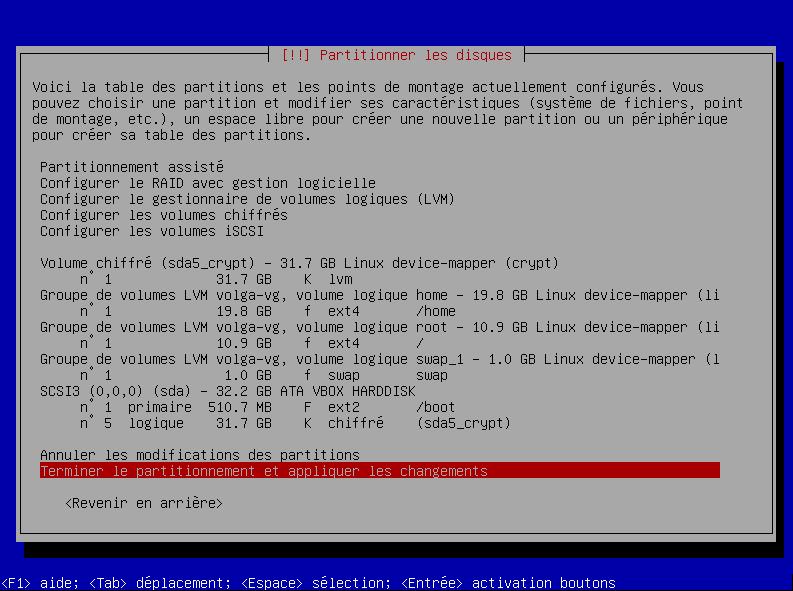 [!!] Partitionner les disques
Voici la table des partitions et les points de montage actuellement configurés. Vous
pouvez choisir une partition et modifier ses caractéristiques (système de fichiers, point
de montage, etc.), un espace libre pour créer une nouvelle partition ou un périphérique
pour créer sa table des partitions.
Partitionnement assisté
Configurer le RAID avec gestion logicielle
Configurer le gestionnaire de volumes logiques (LVM)
Configurer les volumes chiffrés
Configurer les volumes iSCSI
Volume chiffré (sda5_crypt) - 31.7 GB Linux device-mapper (crypt)
n° 1 31.7 GB K lvm
Groupe de volumes LVM volga-vg, volume logique home - 19.8 GB Linux device-mapper (li
n° 1 19.8 GB f ext4 /home
Groupe de volumes LVM volga-vg, volume logique root - 10.9 GB Linux device-mapper (li
n° 1 10.9 GB f ext4 /
Groupe de volumes LVM volga-vg, volume logique swap_1 - 1.0 GB Linux device-mapper (l
n° 1 1.0 GB f swap swap
SCSI3 (0,0,0) (sda) - 32.2 GB ATA VBOX HARDDISK
n° 1 primaire 510.7 MB F ext2 /boot
n° 5 logique 31.7 GB K chiffré (sda5_crypt)
Annuler les modifications des partitions
Terminer le partitionnement et appliquer les changements
<Revenir en arrière>
<F1> aide; <Tab> déplacement; <Espace> sélection; <Entrée> activation boutons